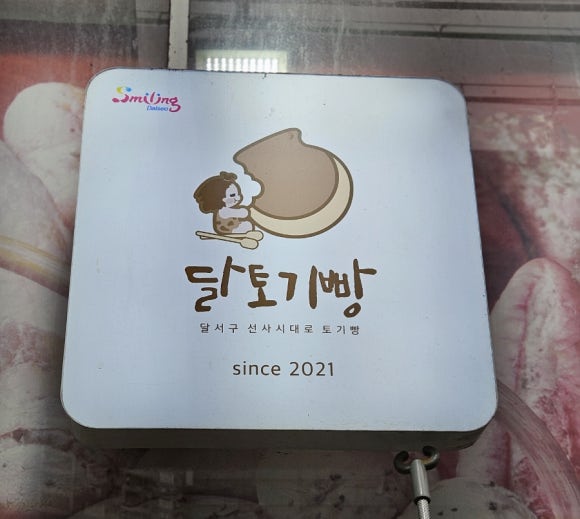 Smiling
Dalseo
달토기빵
달서구 선사시대로 토기빵
since 2021